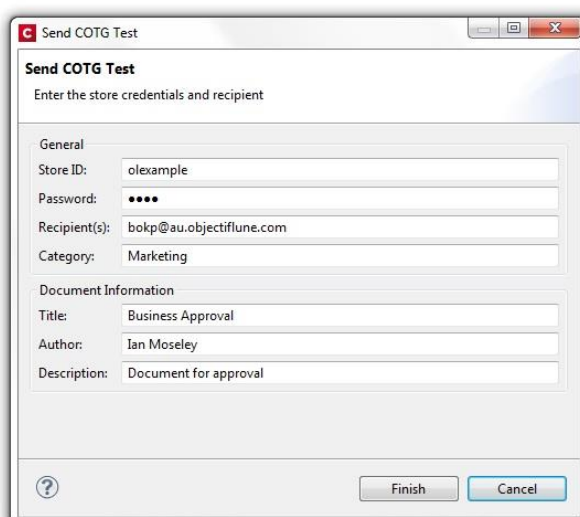 C Send COTG Test
Send COTG Test
Enter the store credentials and recipient
General
Store ID: olexample
Password: ●●●●
Recipient(s): bokp@au.objectiflune.com
Category: Marketing
Document Information
Title: Business Approval
Author: Ian Moseley
Description: Document for approval
? Finish Cancel